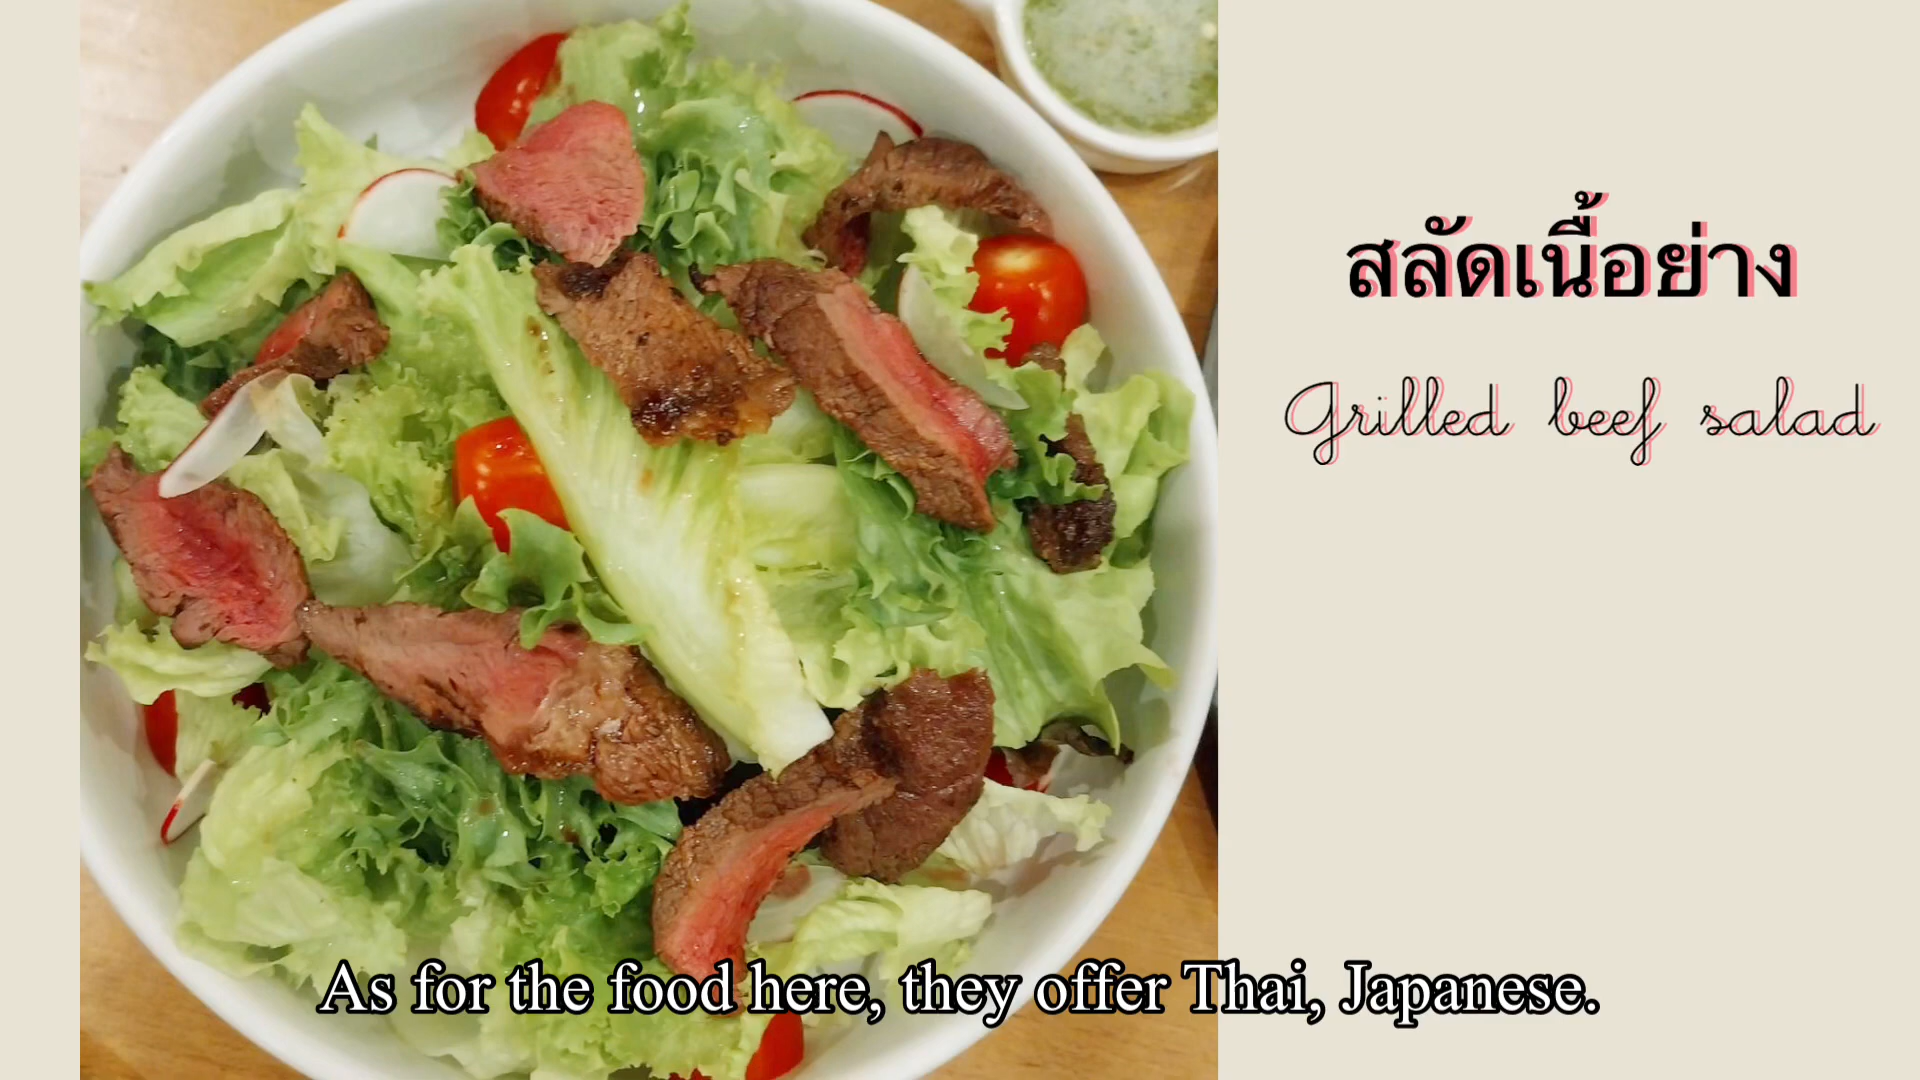 สลัดเนื้อย่าง
Grilled beef salad
As for the food here, they offer Thai, Japanese.